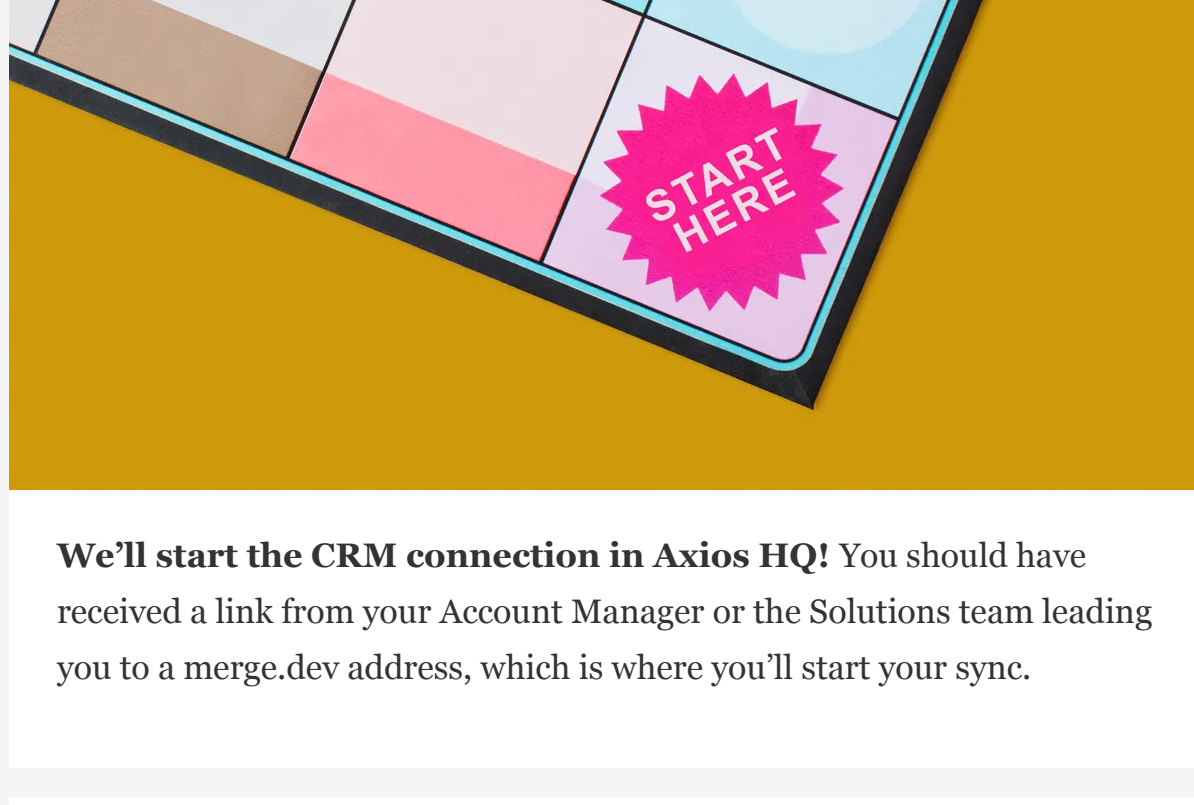 START
HERE
We’ll start the CRM connection in Axios HQ! You should have
received a link from your Account Manager or the Solutions team leading
you to a merge.dev address, which is where you’ll start your sync.